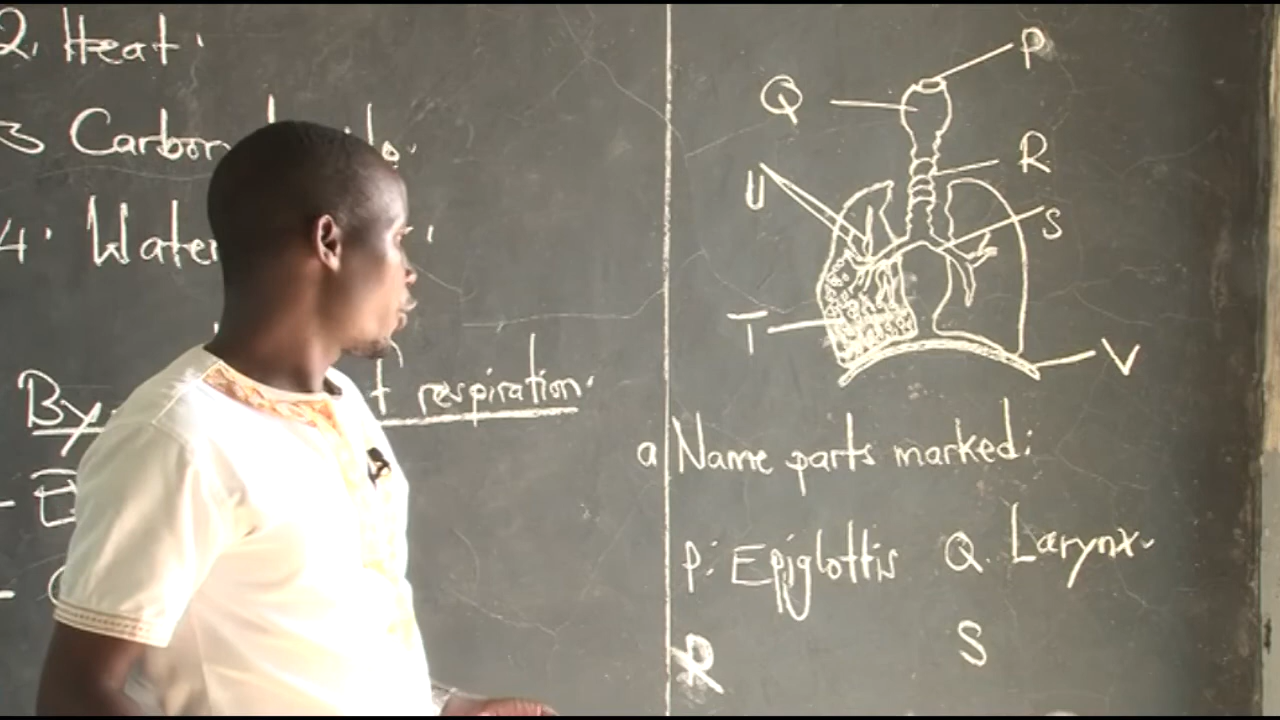 2. Heat.
3 Carbon
4. Water
By t respiration.
P
Q
R
U
S
T
V
a Name parts marked:
P: Epiglottis Q. Larynx.
R S